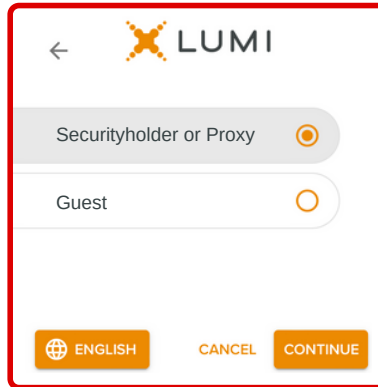 LUMI
Securityholder or Proxy
Guest
ENGLISH CANCEL CONTINUE